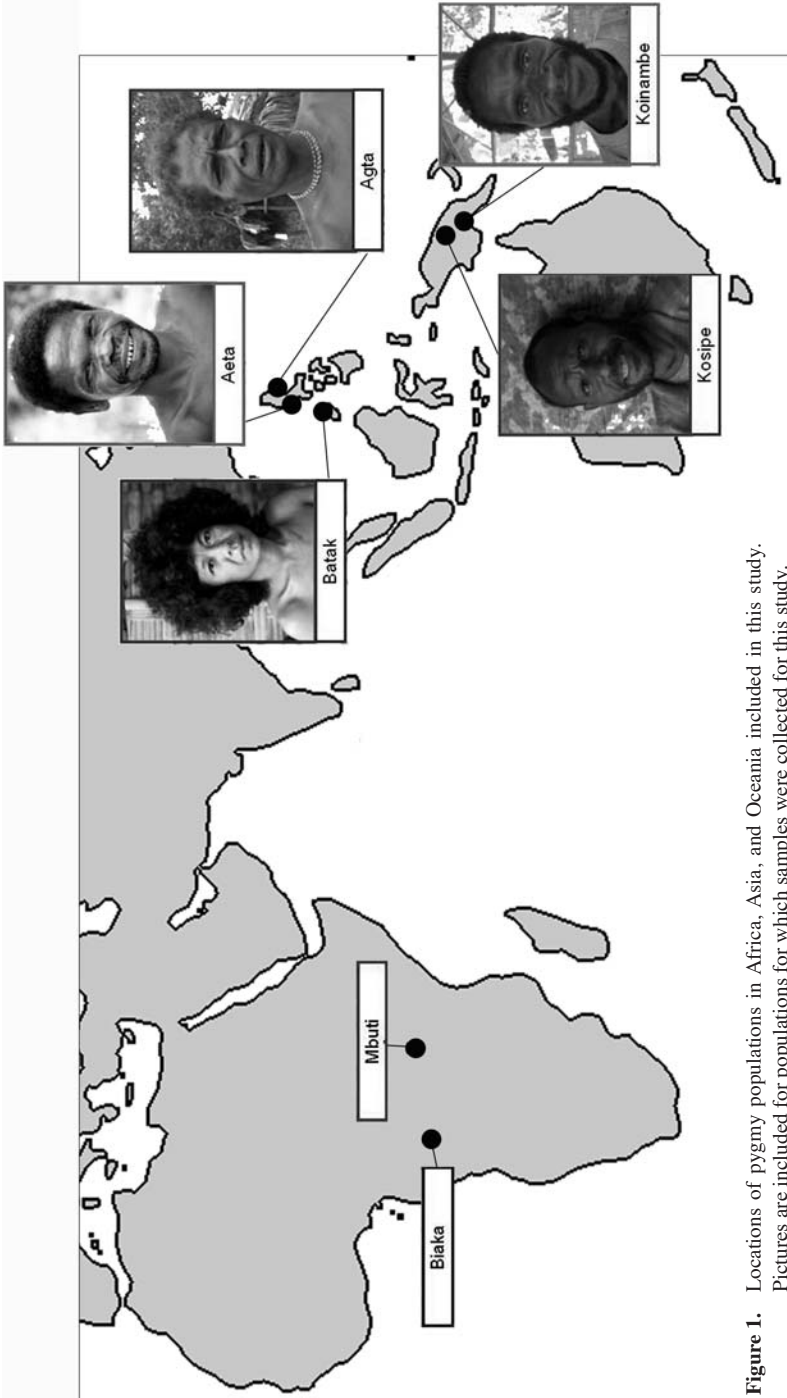 Aeta
Agta
Batak
Koinambe
Kosipe
Mbuti
Biaka
Figure 1. Locations of pygmy populations in Africa, Asia, and Oceania included in this study.
Pictures are included for populations for which samples were collected for this study.